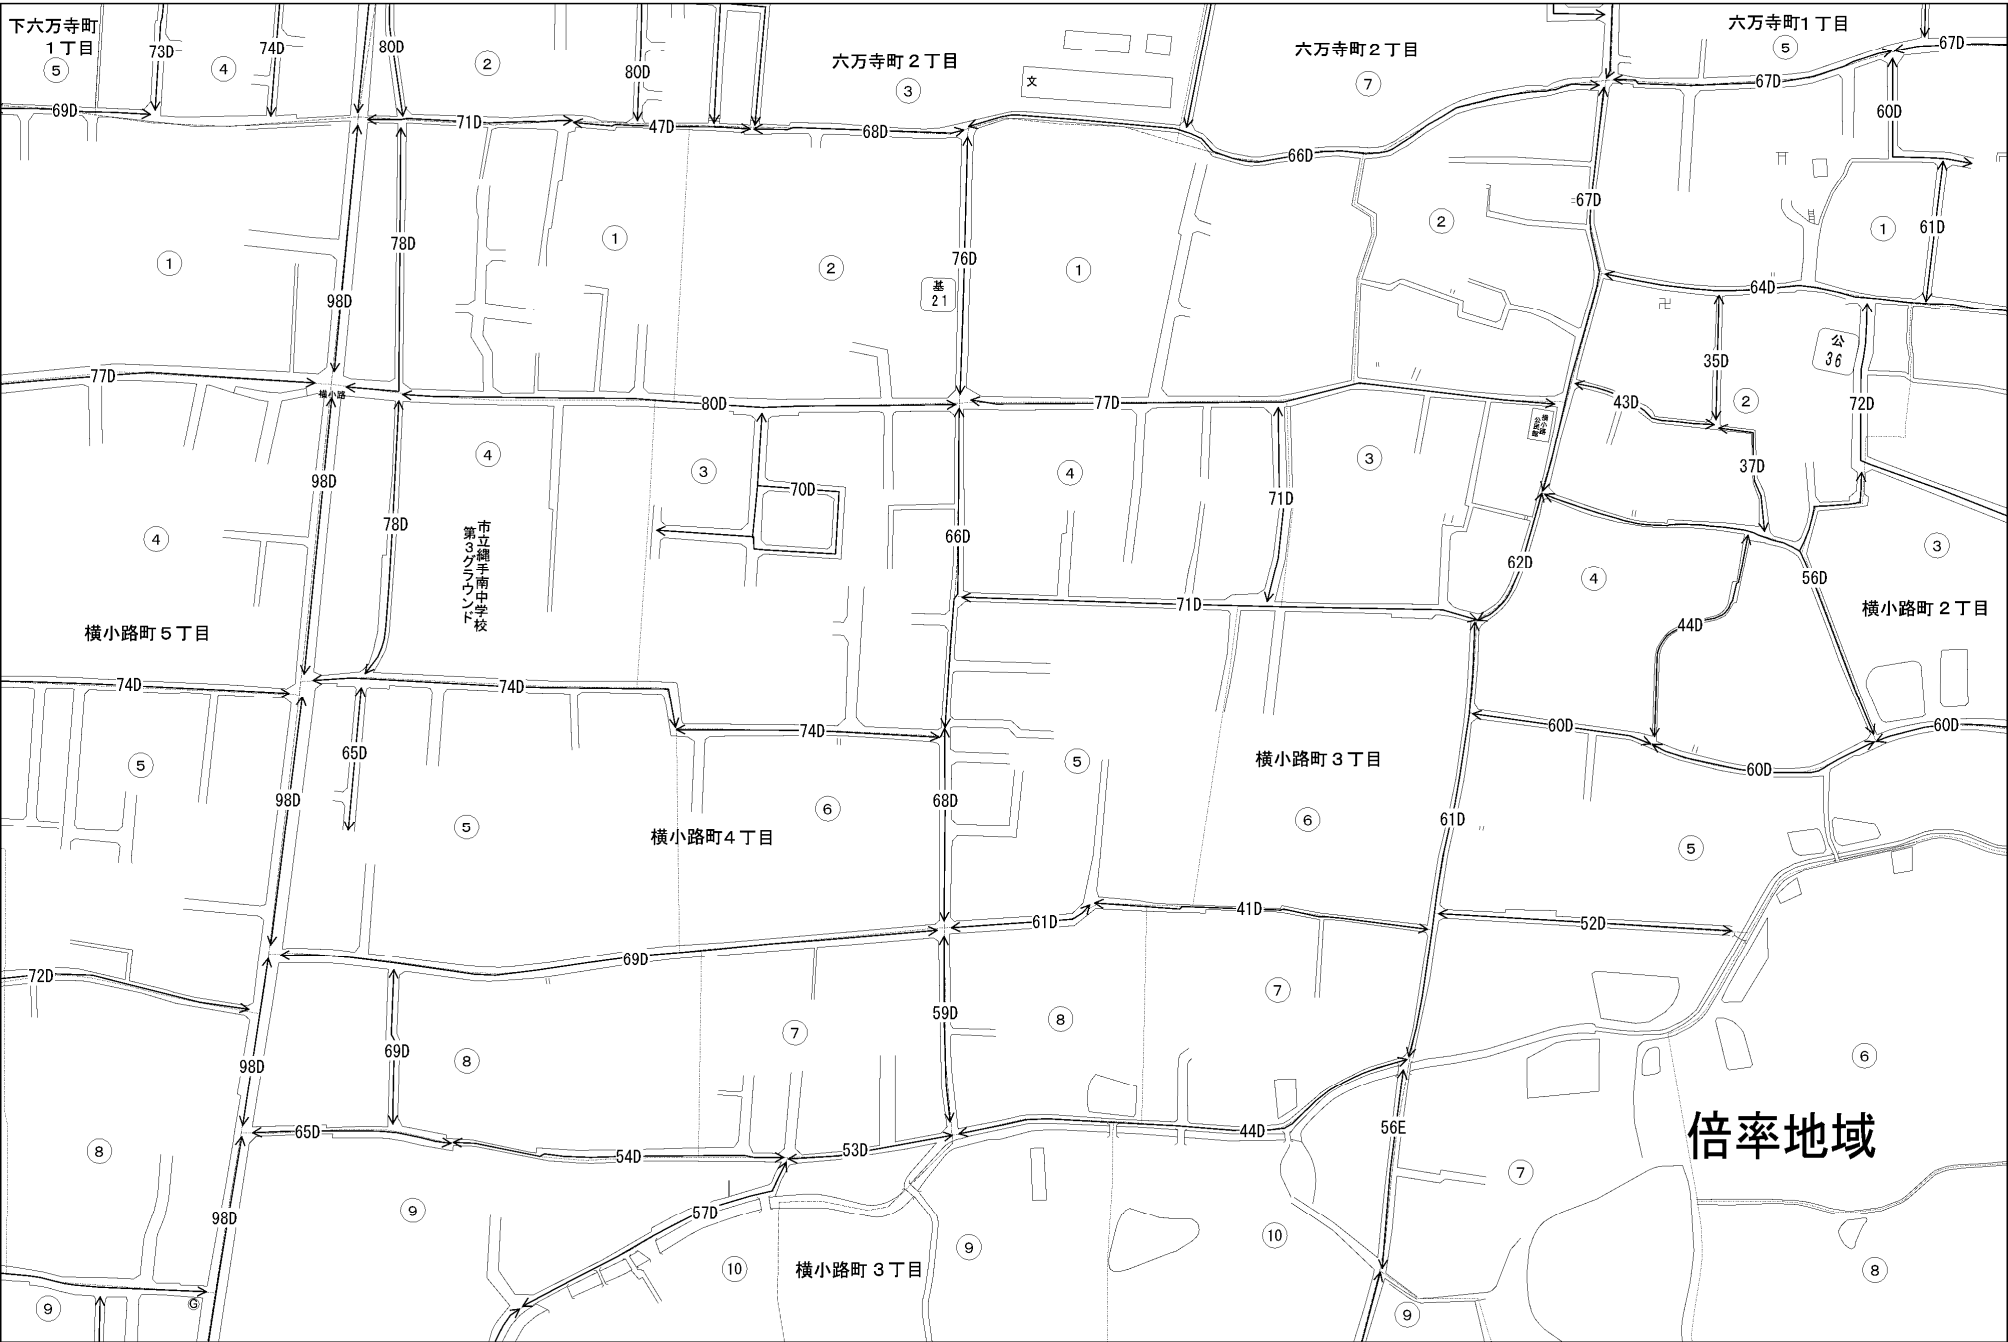 下六万寺町
1丁目
⑤
73D
④
74D
80D
②
80D
六万寺町2丁目
③
文
六万寺町2丁目
⑦
六万寺町1丁目
⑤
67D
67D
69D
71D
47D
68D
66D
60D
67D
①
98D
78D
①
②
76D
基
21
①
②
①
61D
64D
公
36
35D
77D
横小路
80D
77D
横小路
公民館
43D
②
72D
98D
④
78D
④
市立縄手南中学校
第3グラウンド
③
70D
66D
④
71D
③
37D
62D
④
56D
③
横小路町2丁目
横小路町5丁目
71D
44D
74D
74D
74D
60D
60D
60D
⑤
65D
98D
⑤
横小路町4丁目
⑥
68D
⑤
横小路町3丁目
⑥
61D
⑤
72D
69D
61D
41D
52D
98D
69D
⑧
⑦
59D
⑧
⑦
⑥
⑧
65D
54D
53D
44D
56E
倍率地域
⑦
98D
⑨
57D
⑩
横小路町3丁目
⑨
⑩
⑧
⑨
G
⑨